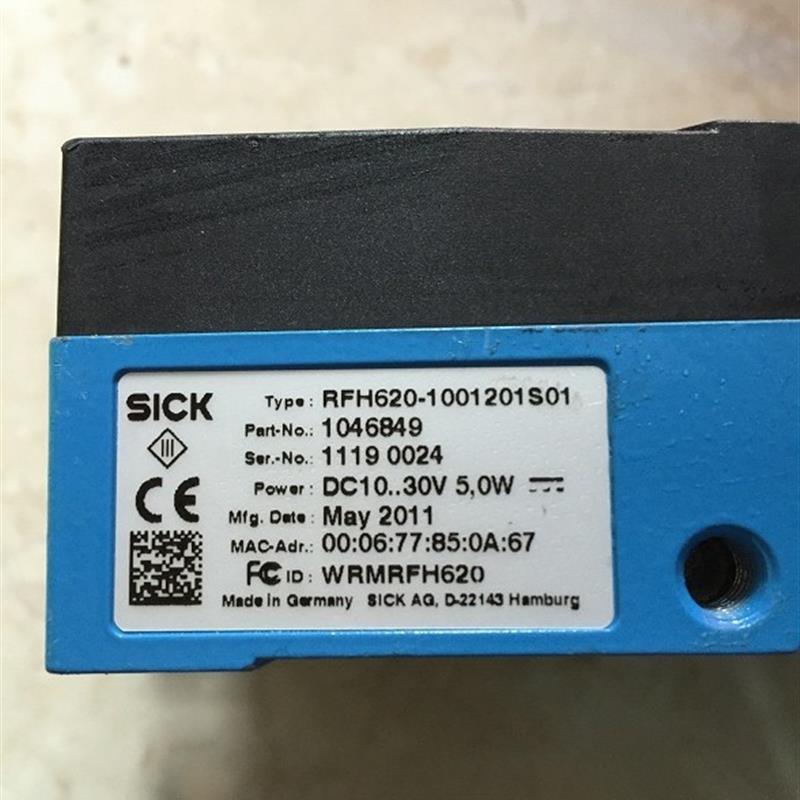 SICK
Type: RFH620-1001201S01
Part-No.: 1046849
Ser.-No.: 1119 0024
Power: DC10..30V 5,0W
Mfg. Date: May 2011
MAC-Adr.: 00:06:77:85:0A:67
FC ID: WRMRFH620
Made in Germany SICK AG, D-22143 Hamburg
III
CE